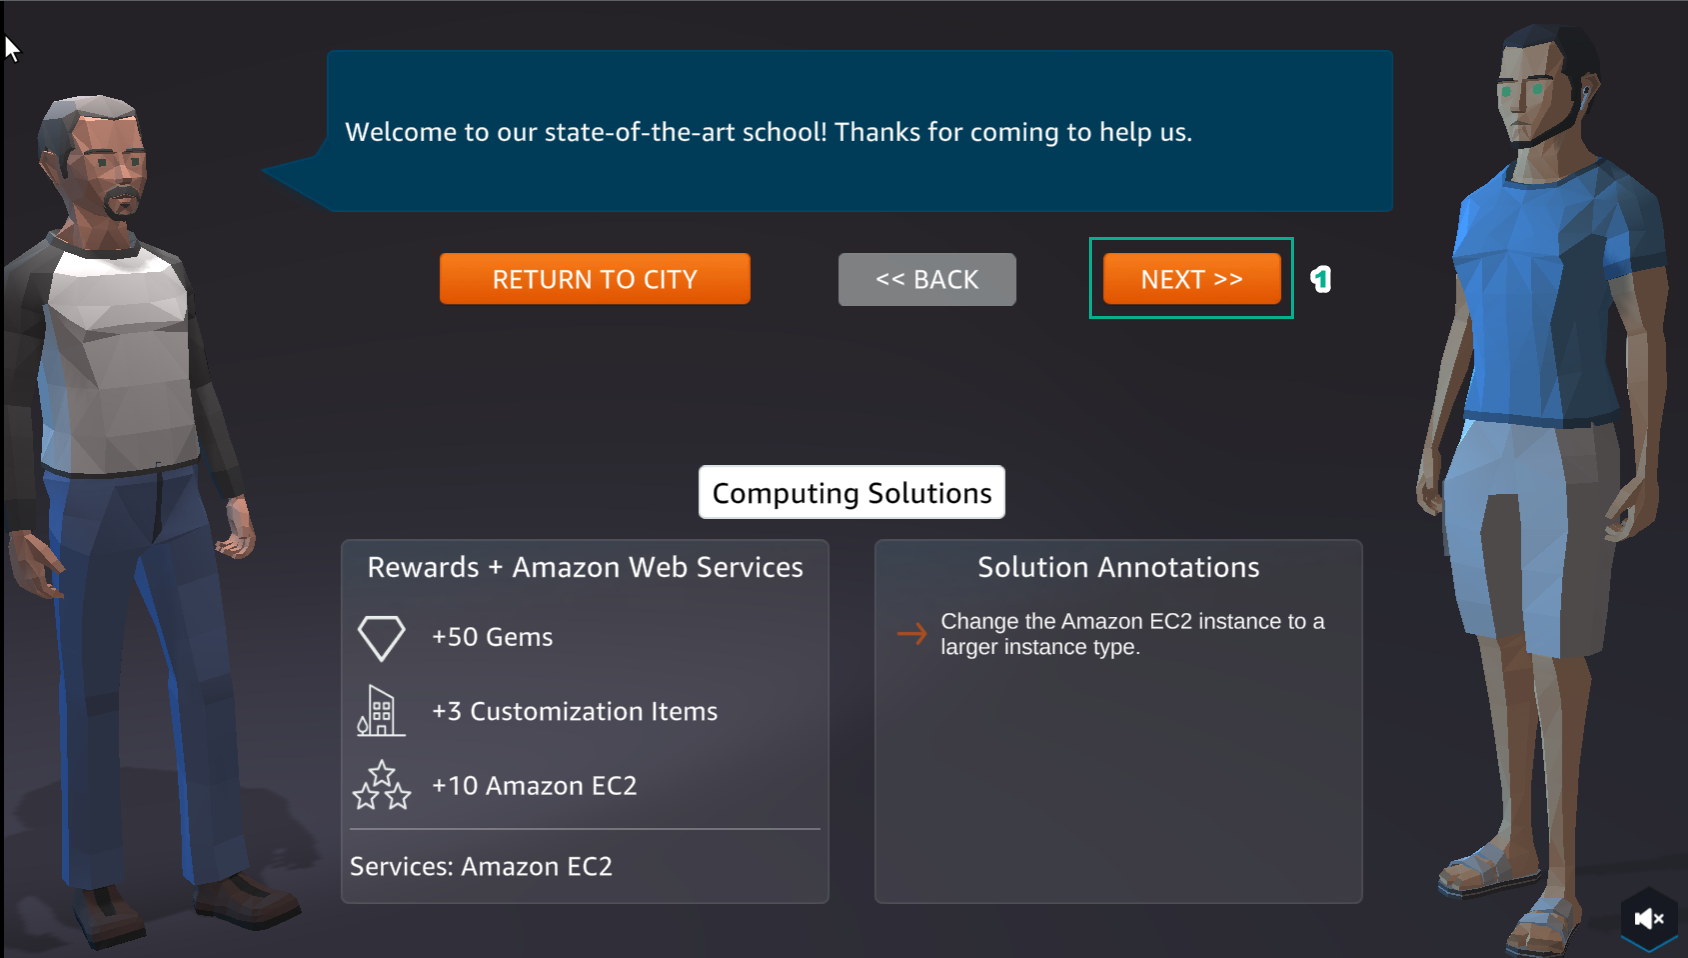 Welcome to our state-of-the-art school! Thanks for coming to help us.
RETURN TO CITY
<< BACK
NEXT >>
1
Computing Solutions
Rewards + Amazon Web Services
+50 Gems
+3 Customization Items
+10 Amazon EC2
Services: Amazon EC2
Solution Annotations
Change the Amazon EC2 instance to a
larger instance type.